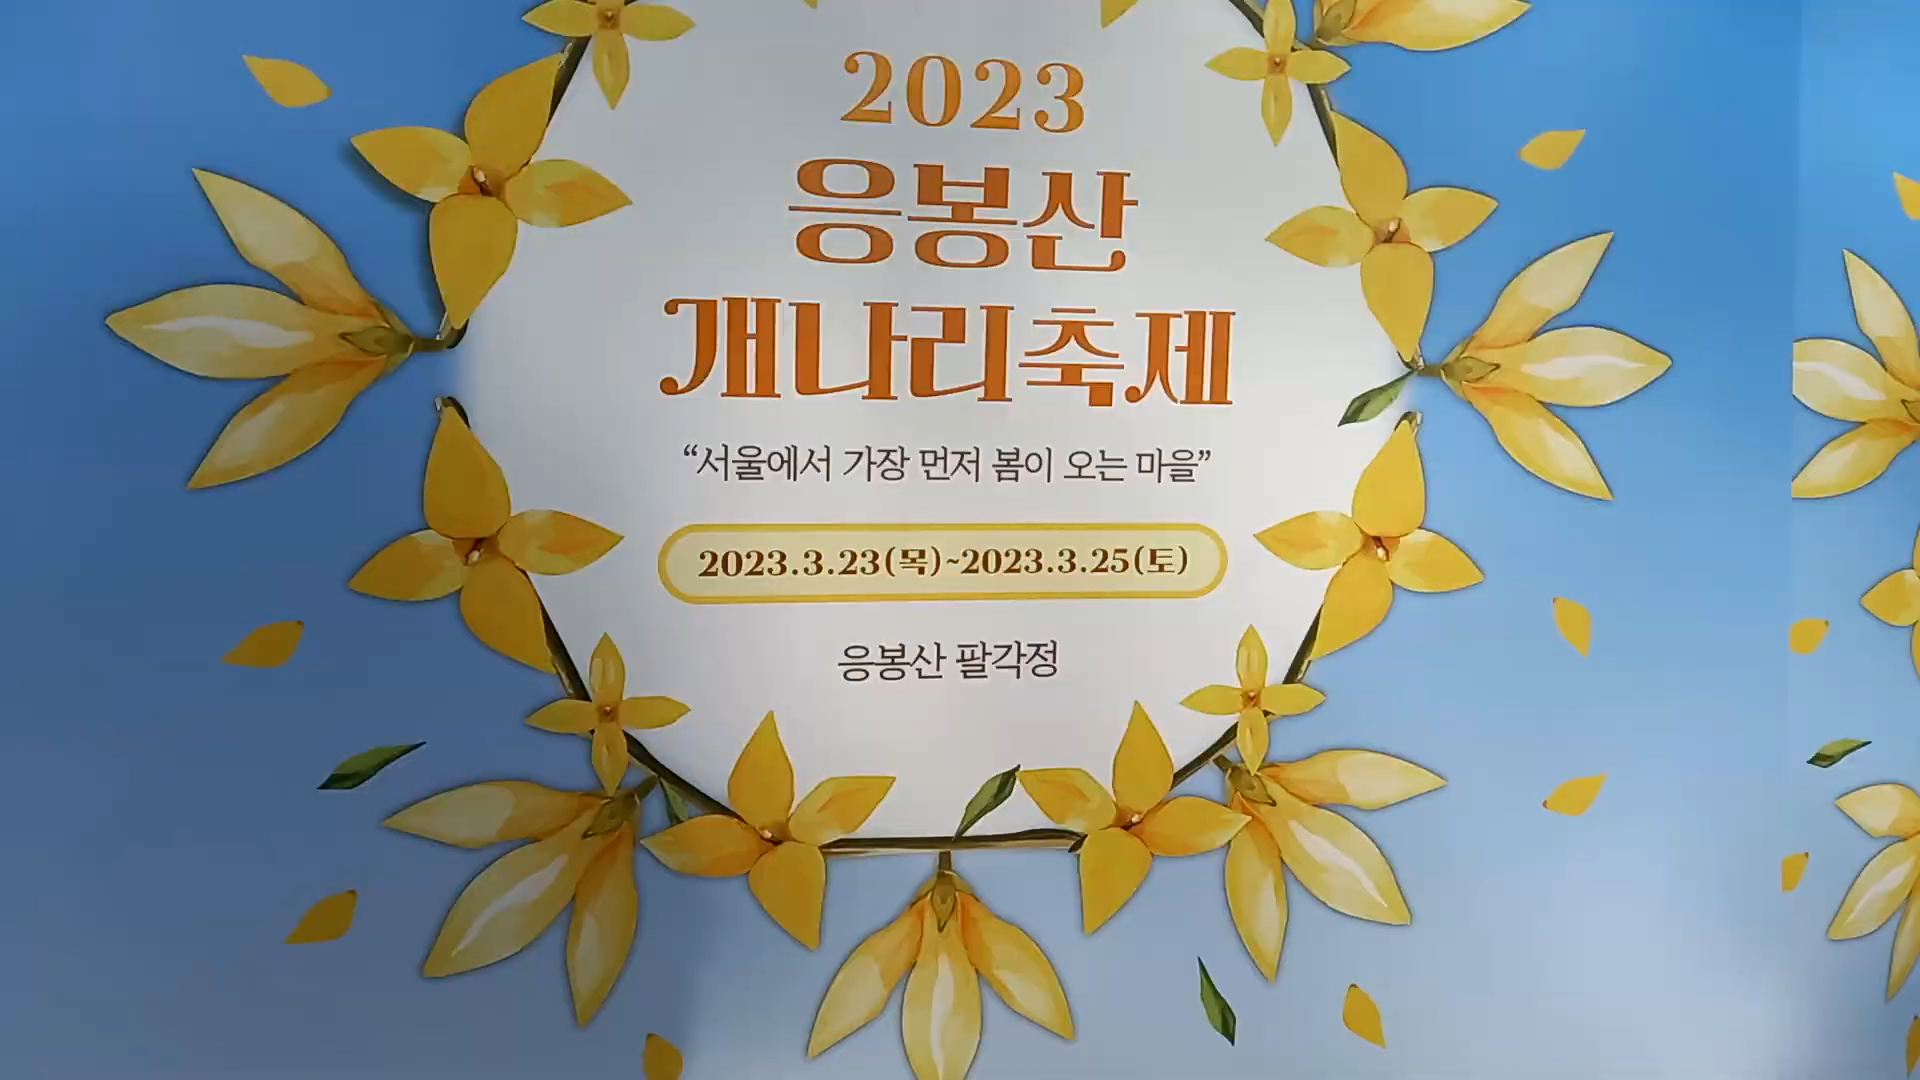 2023
응봉산
개나리축제
“서울에서 가장 먼저 봄이 오는 마을”
2023.3.23(목)~2023.3.25(토)
응봉산 팔각정